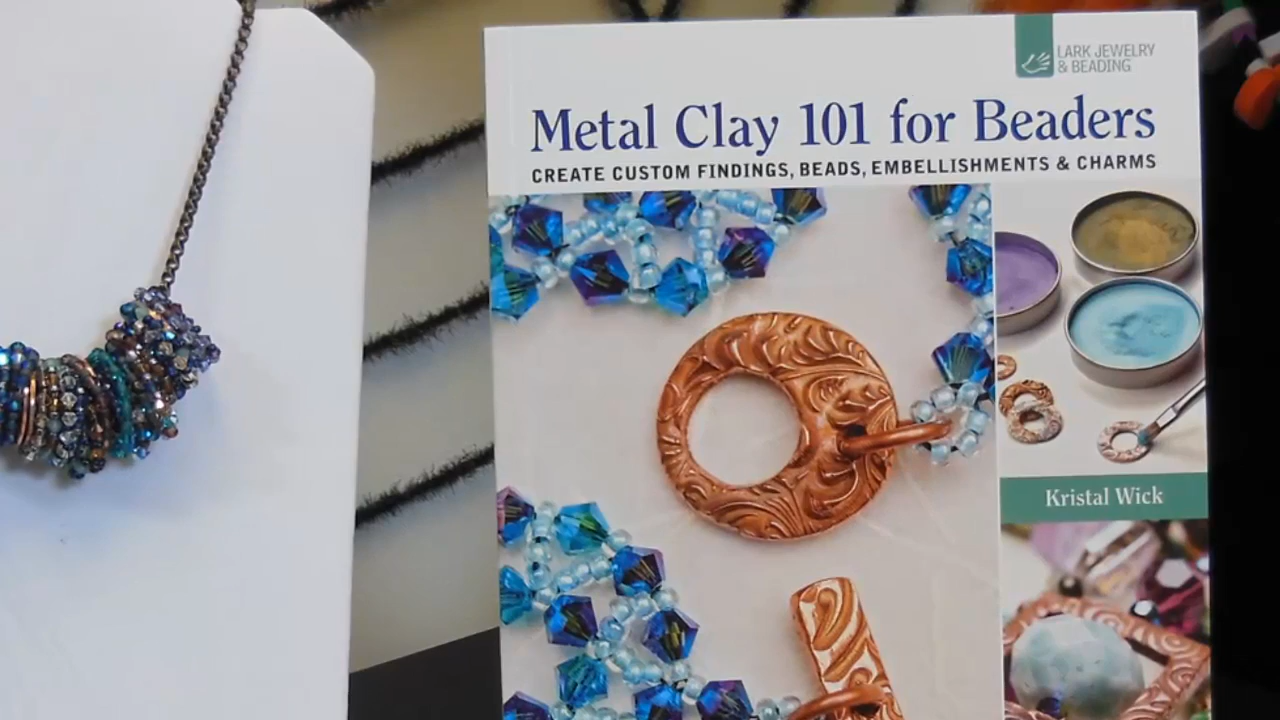 LARK JEWELRY
& BEADING
Metal Clay 101 for Beaders
CREATE CUSTOM FINDINGS, BEADS, EMBELLISHMENTS & CHARMS
Kristal Wick